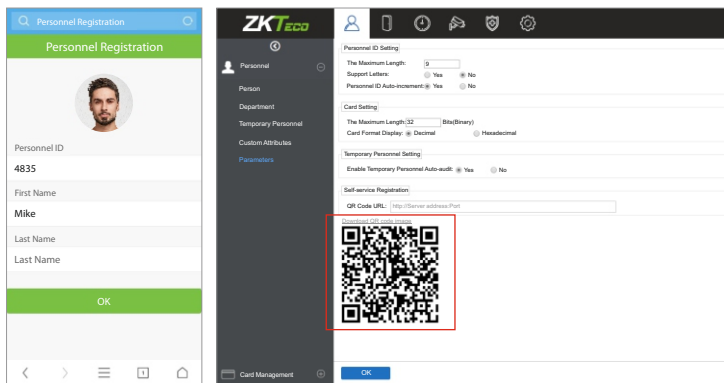 Personnel Registration
Personnel Registration
Personnel ID
4835
First Name
Mike
Last Name
Last Name
OK
1
ZKTeco
Personnel
Person
Department
Temporary Personnel
Custom Attributes
Parameters
Card Management
Personnel ID Setting
The Maximum Length: 9
Support Letters: Yes No
Personnel ID Auto-increment: Yes No
Card Setting
The Maximum Length: 32 Bits(Binary)
Card Format Display: Decimal Hexadecimal
Temporary Personnel Setting
Enable Temporary Personnel Auto-audit: Yes No
Self-service Registration
QR Code URL: http://Server address:Port
Download QR code image
OK